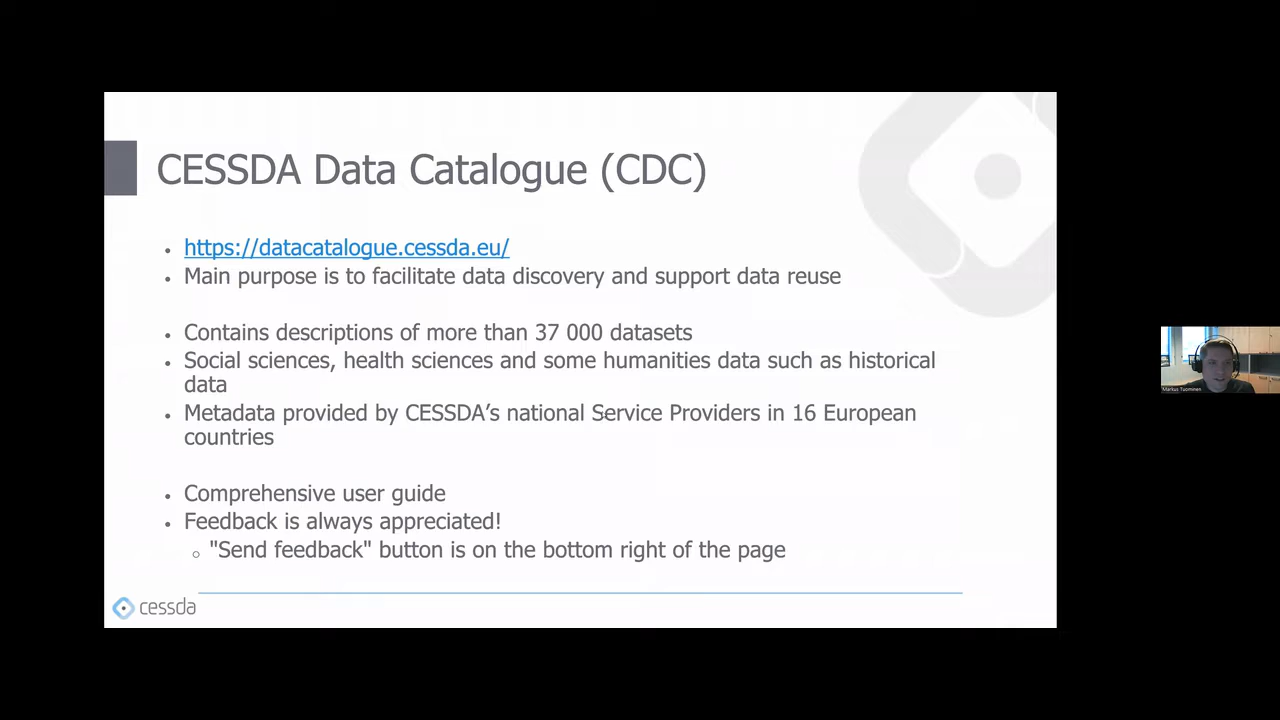 CESSDA Data Catalogue (CDC)
• https://datacatalogue.cessda.eu/
• Main purpose is to facilitate data discovery and support data reuse
• Contains descriptions of more than 37 000 datasets
• Social sciences, health sciences and some humanities data such as historical
data
• Metadata provided by CESSDA’s national Service Providers in 16 European
countries
• Comprehensive user guide
• Feedback is always appreciated!
○ "Send feedback" button is on the bottom right of the page
cessda
Markus Tuominen